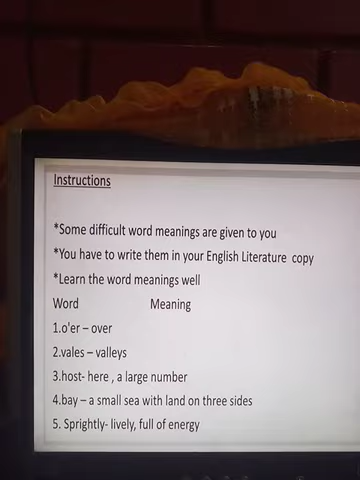 Instructions
*Some difficult word meanings are given to you
*You have to write them in your English Literature copy
*Learn the word meanings well
Word Meaning
1.o'er – over
2.vales – valleys
3.host- here , a large number
4.bay – a small sea with land on three sides
5. Sprightly- lively, full of energy